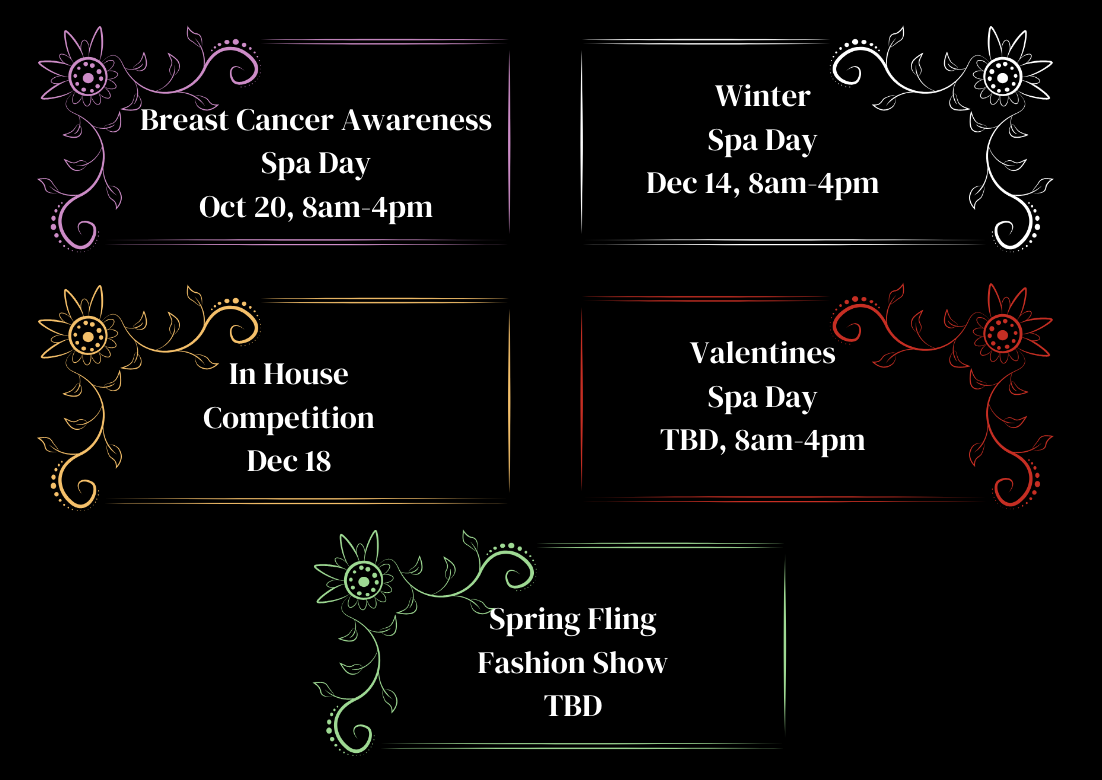 Breast Cancer Awareness
Spa Day
Oct 20, 8am-4pm
Winter
Spa Day
Dec 14, 8am-4pm
In House
Competition
Dec 18
Valentines
Spa Day
TBD, 8am-4pm
Spring Fling
Fashion Show
TBD